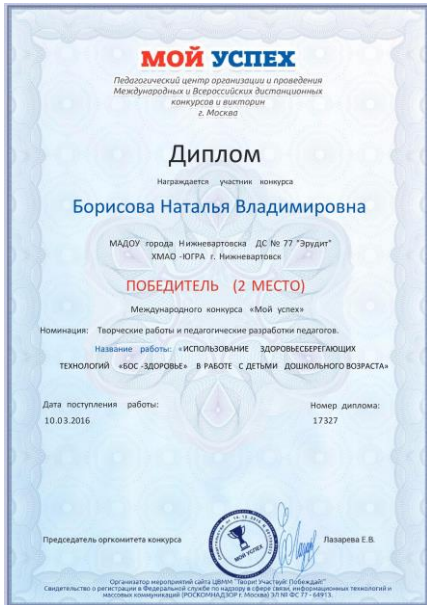 МОЙ УСПЕХ
Педагогический центр организации и проведения
Международных и Всероссийских дистанционных
конкурсов и викторин
г. Москва
Диплом
Награждается участник конкурса
Борисова Наталья Владимировна
МАДОУ города Нижневартовска ДС № 77 "Эрудит"
ХМАО -ЮГРА г. Нижневартовск
ПОБЕДИТЕЛЬ (2 МЕСТО)
Международного конкурса «Мой успех»
Номинация: Творческие работы и педагогические разработки педагогов.
Название работы: «ИСПОЛЬЗОВАНИЕ ЗДОРОВЬЕСБЕРЕГАЮЩИХ
ТЕХНОЛОГИЙ «БОС -ЗДОРОВЬЕ» В РАБОТЕ С ДЕТЬМИ ДОШКОЛЬНОГО ВОЗРАСТА»
Дата поступления работы:
10.03.2016
Номер диплома:
17327
МОЙ УСПЕХ
Председатель оргкомитета конкурса Лазарева Е.В.
Организатор мероприятий сайта ЦВММ "Твори! Участвуй! Побеждай!"
Свидетельство о регистрации в Федеральной службе по надзору в сфере связи, информационных технологий и
массовых коммуникаций (РОСКОМНАДЗОР г. Москва) ЭЛ № ФС 77 - 64913.